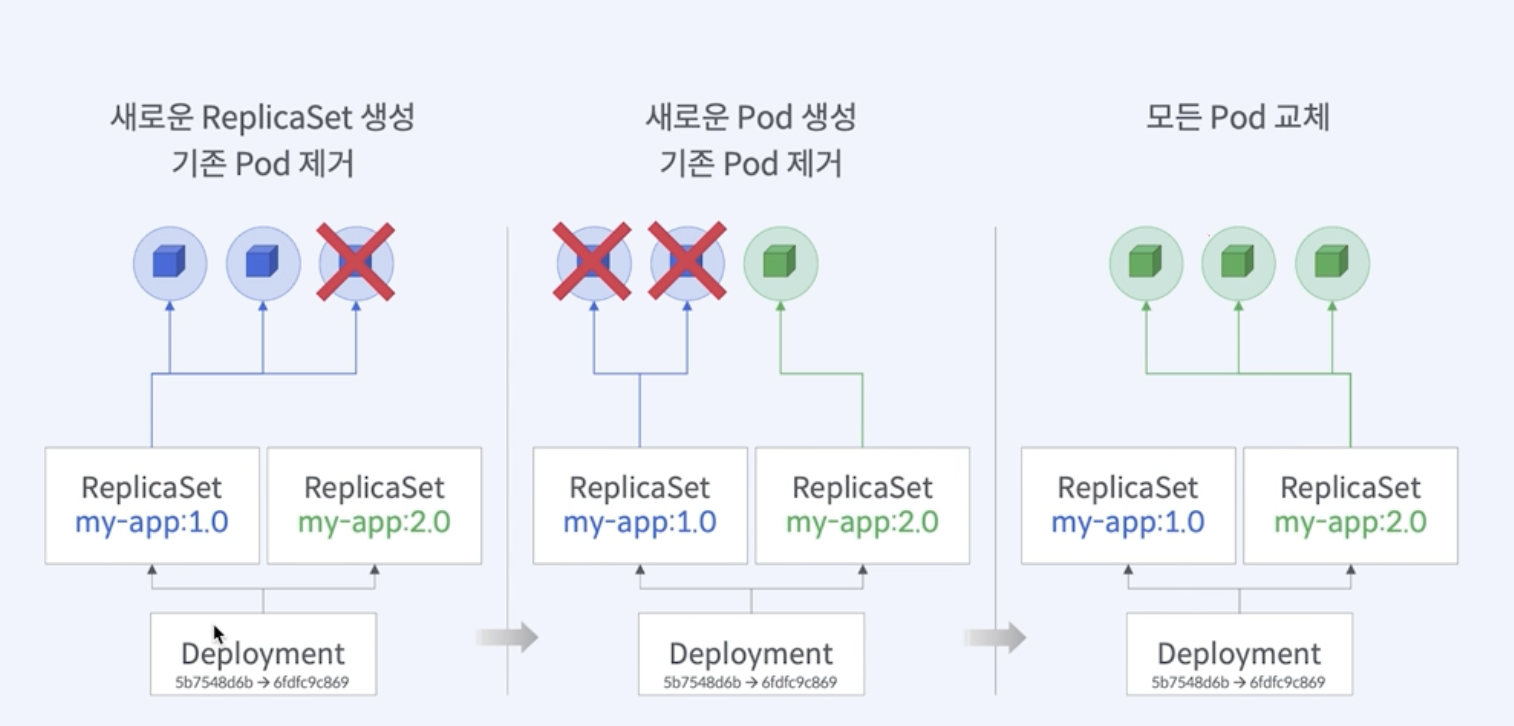 새로운 ReplicaSet 생성
기존 Pod 제거
새로운 Pod 생성
기존 Pod 제거
모든 Pod 교체
ReplicaSet
my-app:1.0
ReplicaSet
my-app:2.0
Deployment
5b7548d6b → 6fdfc9c869
ReplicaSet
my-app:1.0
ReplicaSet
my-app:2.0
Deployment
5b7548d6b → 6fdfc9c869
ReplicaSet
my-app:1.0
ReplicaSet
my-app:2.0
Deployment
5b7548d6b → 6fdfc9c869